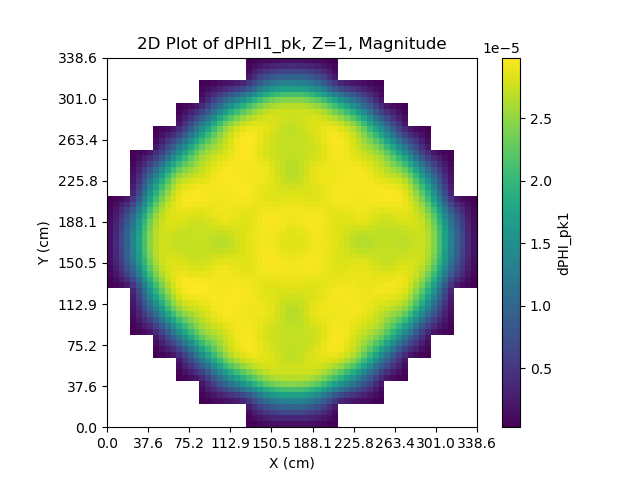 2D Plot of dPHI1_pk, Z=1, Magnitude
1e−5
338.6
301.0
263.4
225.8
188.1
150.5
112.9
75.2
37.6
0.0
Y (cm)
0.0 37.6 75.2 112.9 150.5 188.1 225.8 263.4 301.0 338.6
X (cm)
2.5
2.0
1.5
1.0
0.5
dPHI_pk1